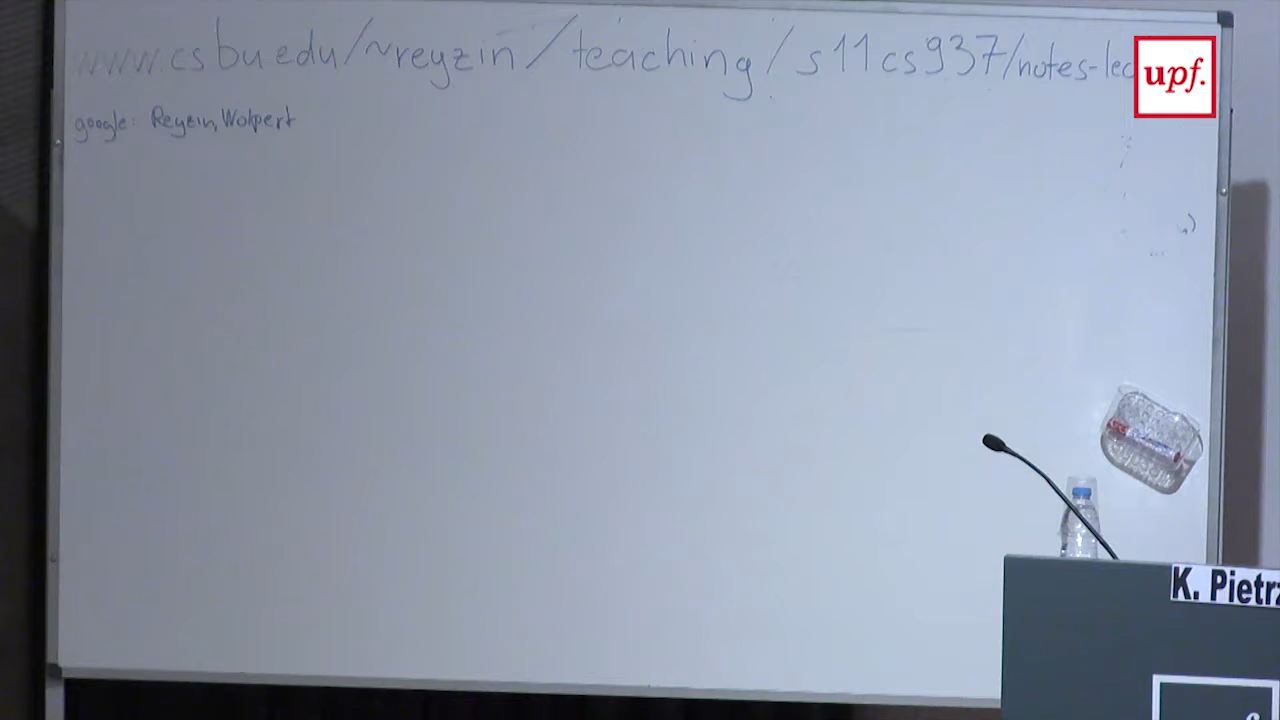 www.cs bu edu/~reyzin/teaching/s11cs937/notes-lec
upf.
google: Reyzin, Wolpert
K. Pietrz